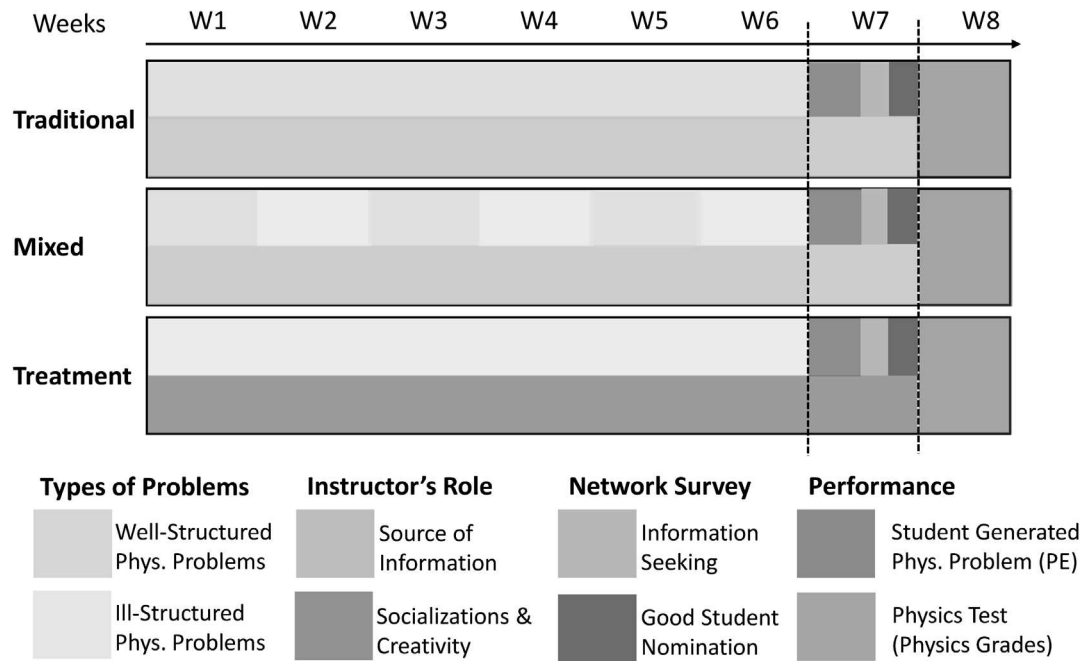 Weeks W1 W2 W3 W4 W5 W6 W7 W8
Traditional
Mixed
Treatment
Types of Problems
Well-Structured
Phys. Problems
Ill-Structured
Phys. Problems
Instructor's Role
Source of
Information
Socializations &
Creativity
Network Survey
Information
Seeking
Good Student
Nomination
Performance
Student Generated
Phys. Problem (PE)
Physics Test
(Physics Grades)